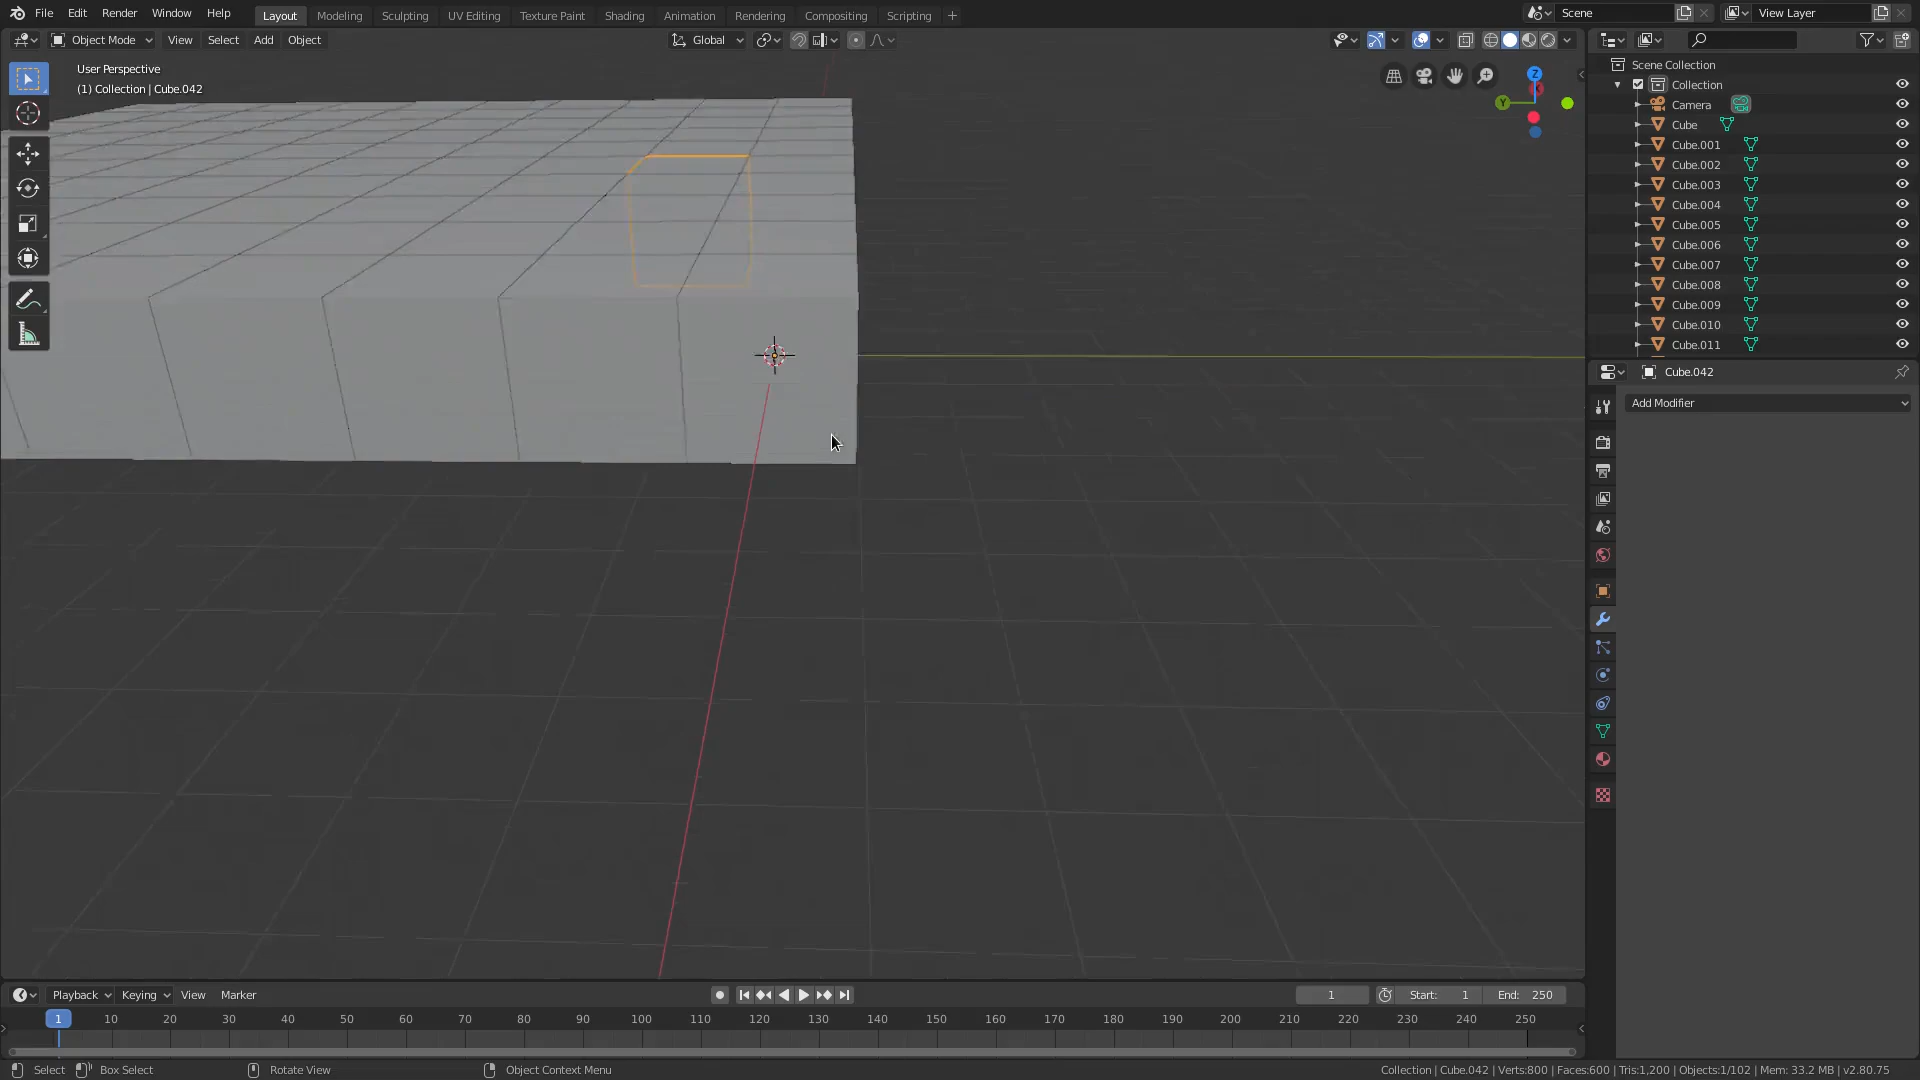 File Edit Render Window Help Layout Modeling Sculpting UV Editing Texture Paint Shading Animation Rendering Compositing Scripting + Scene View Layer
Object Mode View Select Add Object Global
User Perspective
(1) Collection | Cube.042
Z
Y
Scene Collection
Collection
Camera
Cube
Cube.001
Cube.002
Cube.003
Cube.004
Cube.005
Cube.006
Cube.007
Cube.008
Cube.009
Cube.010
Cube.011
Cube.042
Add Modifier
Playback Keying View Marker 1 Start: 1 End: 250
1 10 20 30 40 50 60 70 80 90 100 110 120 130 140 150 160 170 180 190 200 210 220 230 240 250
Select Box Select Rotate View Object Context Menu Collection | Cube.042 | Verts:800 | Faces:600 | Tris:1,200 | Objects:1/102 | Mem: 33.2 MB | v2.80.75